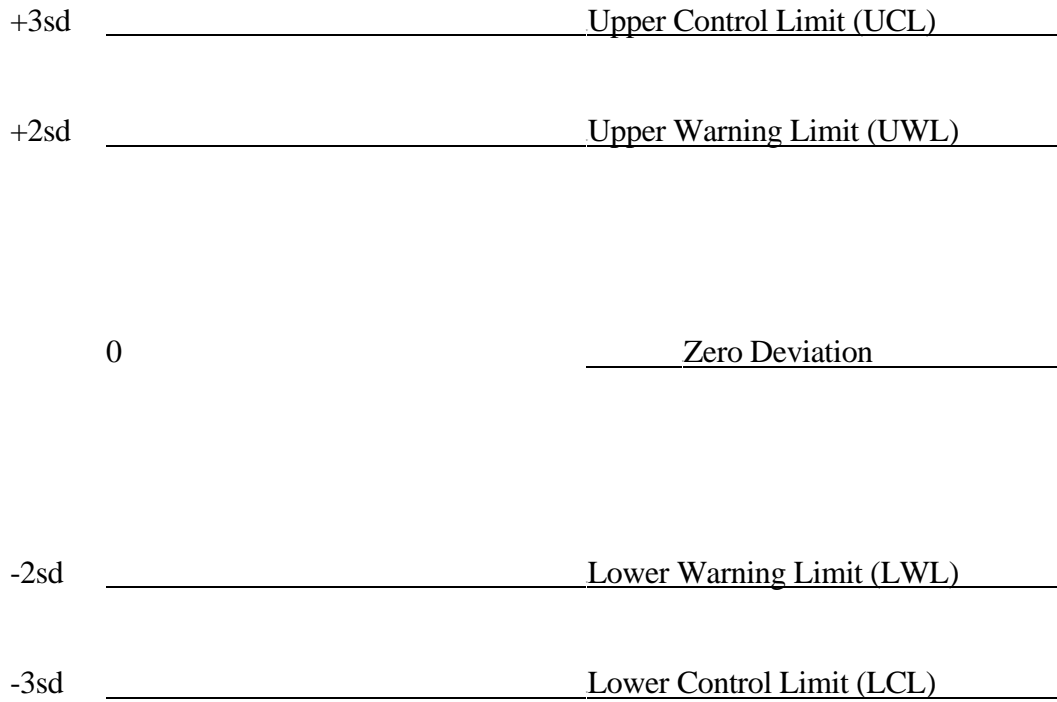 +3sd Upper Control Limit (UCL)
+2sd Upper Warning Limit (UWL)
0 Zero Deviation
-2sd Lower Warning Limit (LWL)
-3sd Lower Control Limit (LCL)